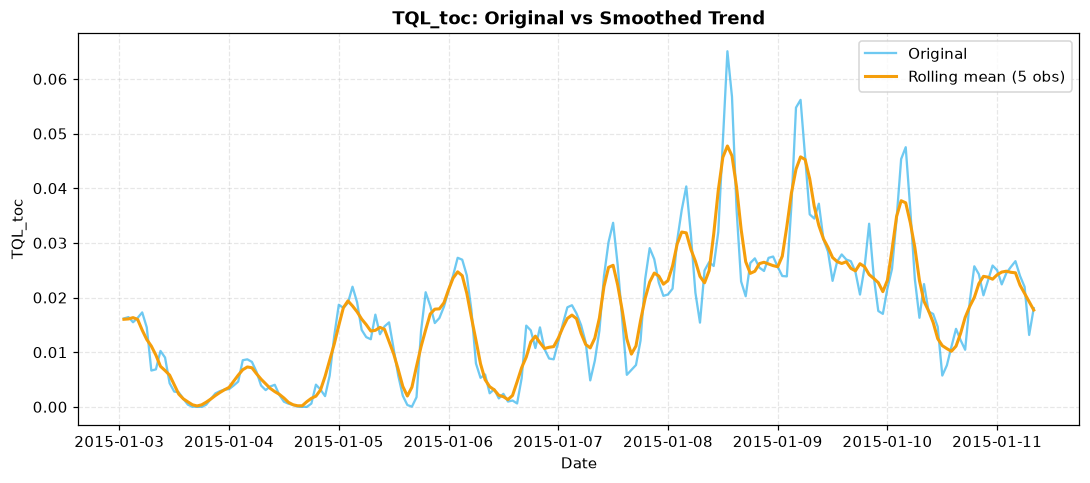 TQL_toc: Original vs Smoothed Trend
Original
Rolling mean (5 obs)
TQL_toc
0.06
0.05
0.04
0.03
0.02
0.01
0.00
2015-01-03 2015-01-04 2015-01-05 2015-01-06 2015-01-07 2015-01-08 2015-01-09 2015-01-10 2015-01-11
Date